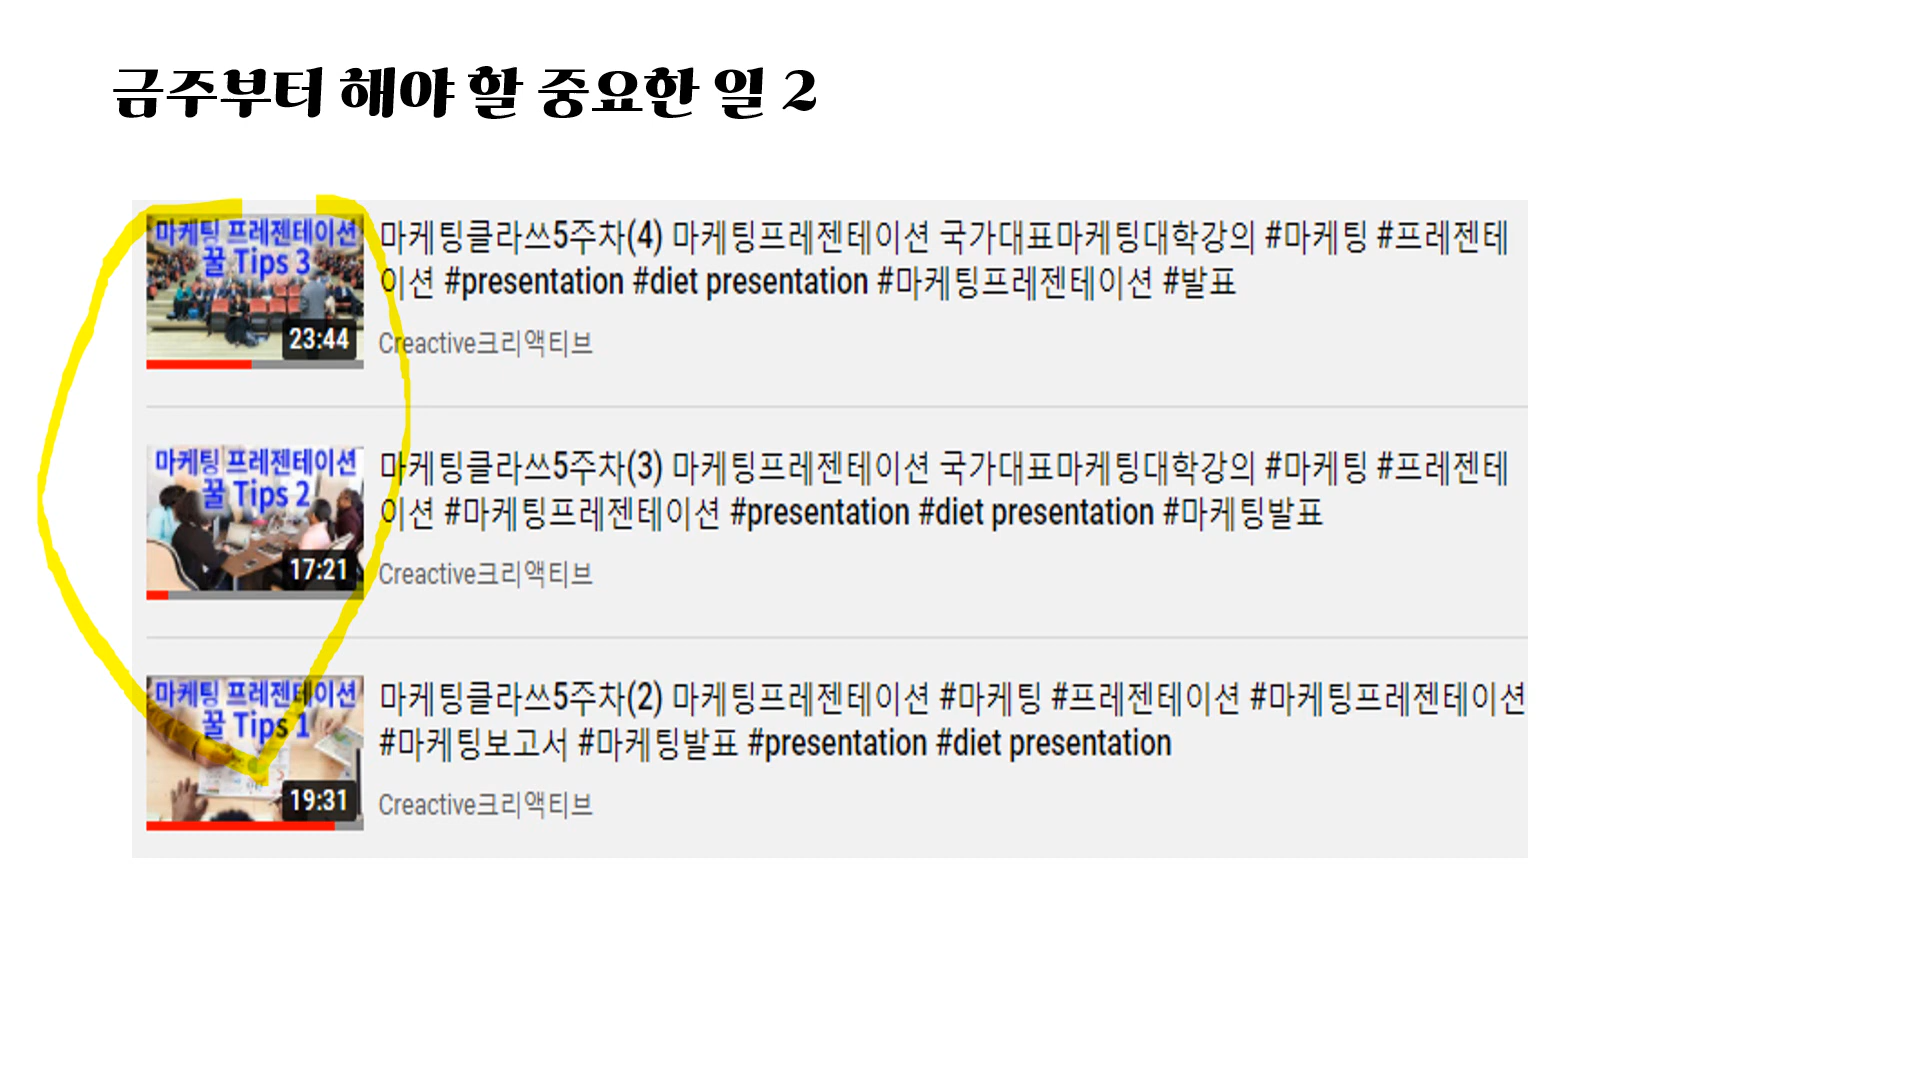 금주부터 해야 할 중요한 일 2
마케팅 프레젠테이션
꿀 Tips 3
23:44
마케팅클라쓰5주차(4) 마케팅프레젠테이션 국가대표마케팅대학강의 #마케팅 #프레젠테
이션 #presentation #diet presentation #마케팅프레젠테이션 #발표
Creactive크리액티브
마케팅 프레젠테이션
꿀 Tips 2
17:21
마케팅클라쓰5주차(3) 마케팅프레젠테이션 국가대표마케팅대학강의 #마케팅 #프레젠테
이션 #마케팅프레젠테이션 #presentation #diet presentation #마케팅발표
Creactive크리액티브
마케팅 프레젠테이션
꿀 Tips 1
19:31
마케팅클라쓰5주차(2) 마케팅프레젠테이션 #마케팅 #프레젠테이션 #마케팅프레젠테이션
#마케팅보고서 #마케팅발표 #presentation #diet presentation
Creactive크리액티브